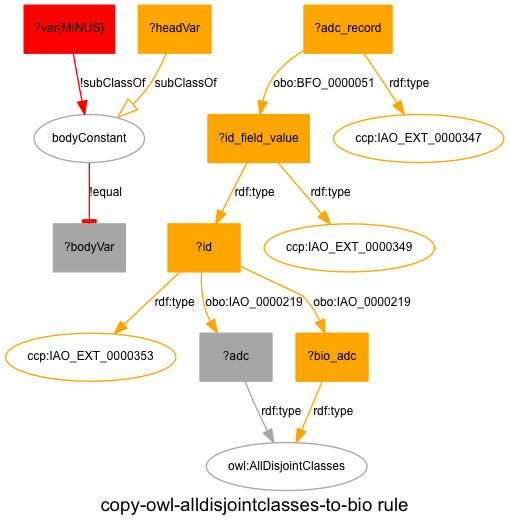 ?var{MINUS}
?headVar
?adc_record
!subClassOf
subClassOf
obo:BFO_0000051
rdf:type
bodyConstant
?id_field_value
ccp:IAO_EXT_0000347
!equal
rdf:type
rdf:type
?bodyVar
?id
ccp:IAO_EXT_0000349
rdf:type
obo:IAO_0000219
obo:IAO_0000219
ccp:IAO_EXT_0000353
?adc
?bio_adc
rdf:type
rdf:type
owl:AllDisjointClasses
copy-owl-alldisjointclasses-to-bio rule